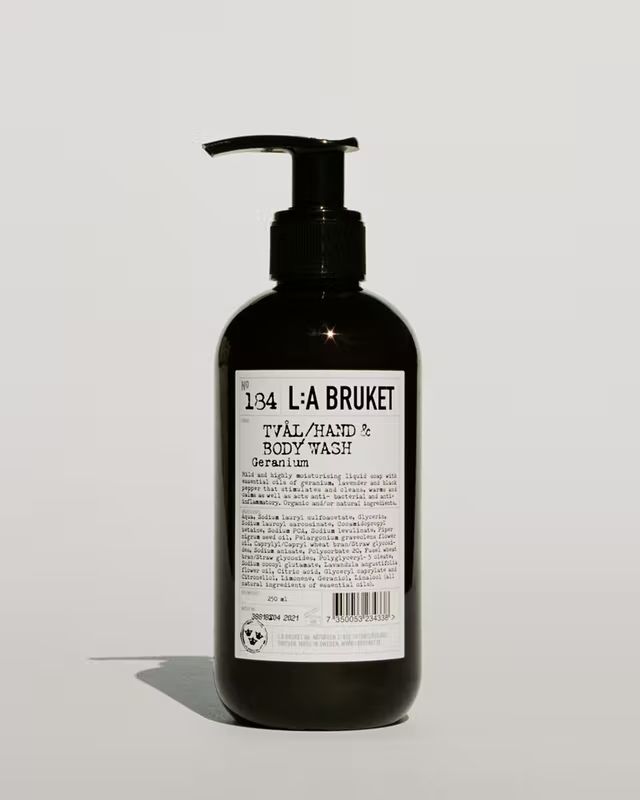 No 184 L:A BRUKET
TVÅL/HAND &
BODY WASH
Geranium
Mild and highly moisturising liquid soap with
essential oils of geranium, lavender and black
pepper that stimulates and cleans, warms and
calms as well as acts anti- bacterial and anti-
inflammatory. Organic and/or natural ingredients.
Aqua, Sodium lauryl sulfoacetate, Glycerin,
Sodium lauroyl sarcosinate, Cocamidopropyl
betaine, Sodium PCA, Sodium levulinate, Piper
nigrum seed oil, Pelargonium graveolens flower
oil, Caprylyl/Capryl wheat bran/Straw glycosi-
des, Sodium anisate, Polysorbate 20, Fusel wheat
bran/Straw glycosides, Polyglyceryl-5 oleate,
Sodium cocoyl glutamate, Lavandula angustifolia
flower oil, Citric acid, Glyceryl caprylate and
Citronellol, Limonene, Geraniol, Linalool (all
natural ingredients of essential oils).
250 ml
2021
7 350053 234338 >